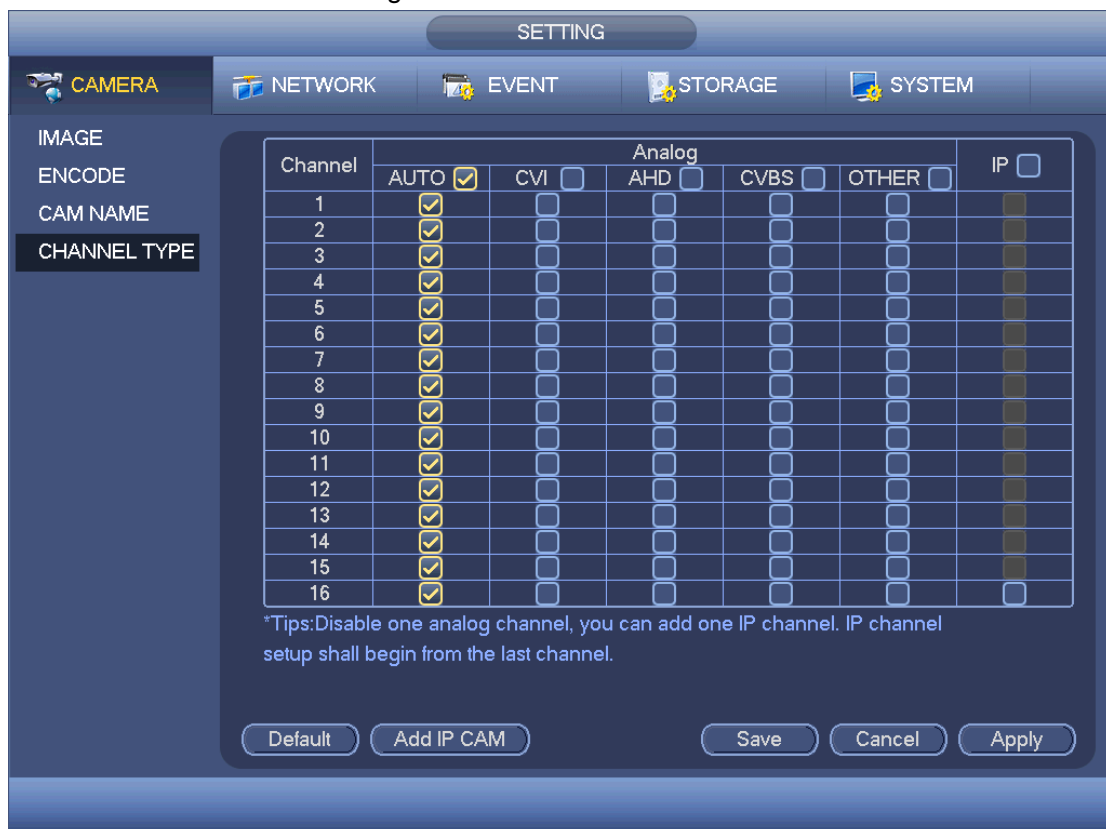 SETTING
CAMERA NETWORK EVENT STORAGE SYSTEM
IMAGE
ENCODE
CAM NAME
CHANNEL TYPE
Channel Analog IP
AUTO CVI AHD CVBS OTHER
1
2
3
4
5
6
7
8
9
10
11
12
13
14
15
16
*Tips:Disable one analog channel, you can add one IP channel. IP channel
setup shall begin from the last channel.
Default Add IP CAM Save Cancel Apply